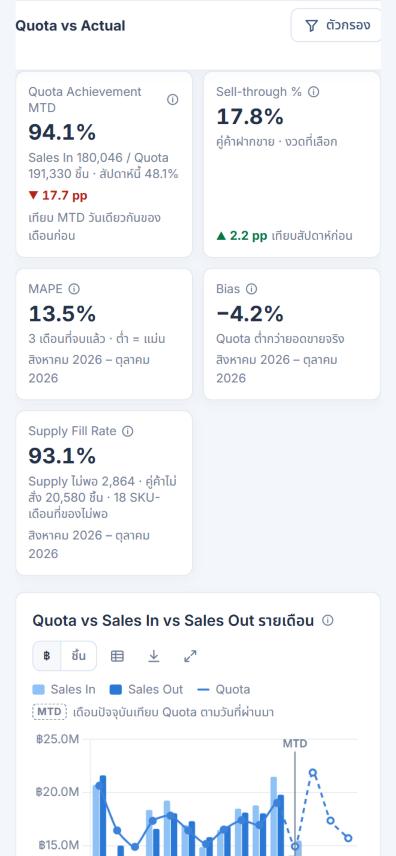 Quota vs Actual
ตัวกรอง
Quota Achievement
MTD
94.1%
Sales In 180,046 / Quota
191,330 ชิ้น · สัปดาห์นี้ 48.1%
▼ 17.7 pp
เทียบ MTD วันเดียวกันของ
เดือนก่อน
Sell-through %
17.8%
คู่ค้าฝากขาย · งวดที่เลือก
▲ 2.2 pp เทียบสัปดาห์ก่อน
MAPE
13.5%
3 เดือนที่จบแล้ว · ต่ำ = แม่น
สิงหาคม 2026 – ตุลาคม
2026
Bias
−4.2%
Quota ต่ำกว่ายอดขายจริง
สิงหาคม 2026 – ตุลาคม
2026
Supply Fill Rate
93.1%
Supply ไม่พอ 2,864 · คู่ค้าไม่
สั่ง 20,580 ชิ้น · 18 SKU-
เดือนที่ของไม่พอ
สิงหาคม 2026 – ตุลาคม
2026
Quota vs Sales In vs Sales Out รายเดือน
฿ ชิ้น
Sales In Sales Out Quota
MTD เดือนปัจจุบันเทียบ Quota ตามวันที่ผ่านมา
MTD
฿25.0M
฿20.0M
฿15.0M